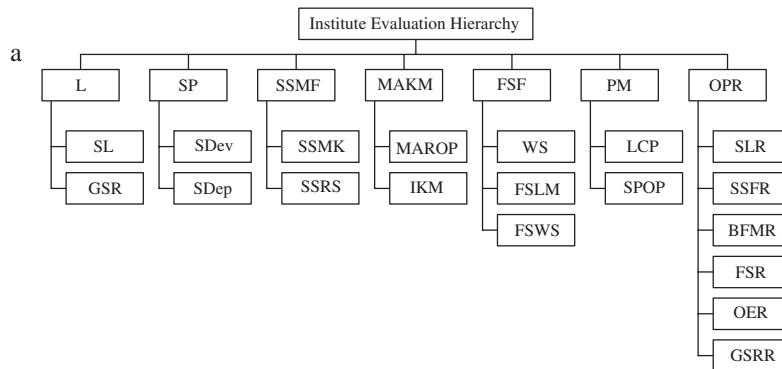 Institute Evaluation Hierarchy
a
L SP SSMF MAKM FSF PM OPR
SL SDev SSMK MAROP WS LCP SLR
GSR SDep SSRS IKM FSLM SPOP SSFR
FSWS BFMR
FSR
OER
GSRR